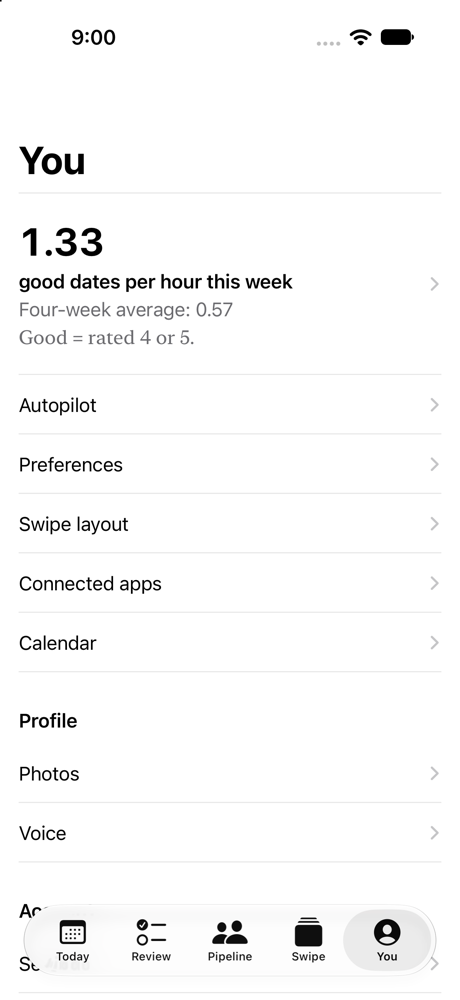 9:00
You
1.33
good dates per hour this week
Four-week average: 0.57
Good = rated 4 or 5.
Autopilot
Preferences
Swipe layout
Connected apps
Calendar
Profile
Photos
Voice
Today
Review
Pipeline
Swipe
You